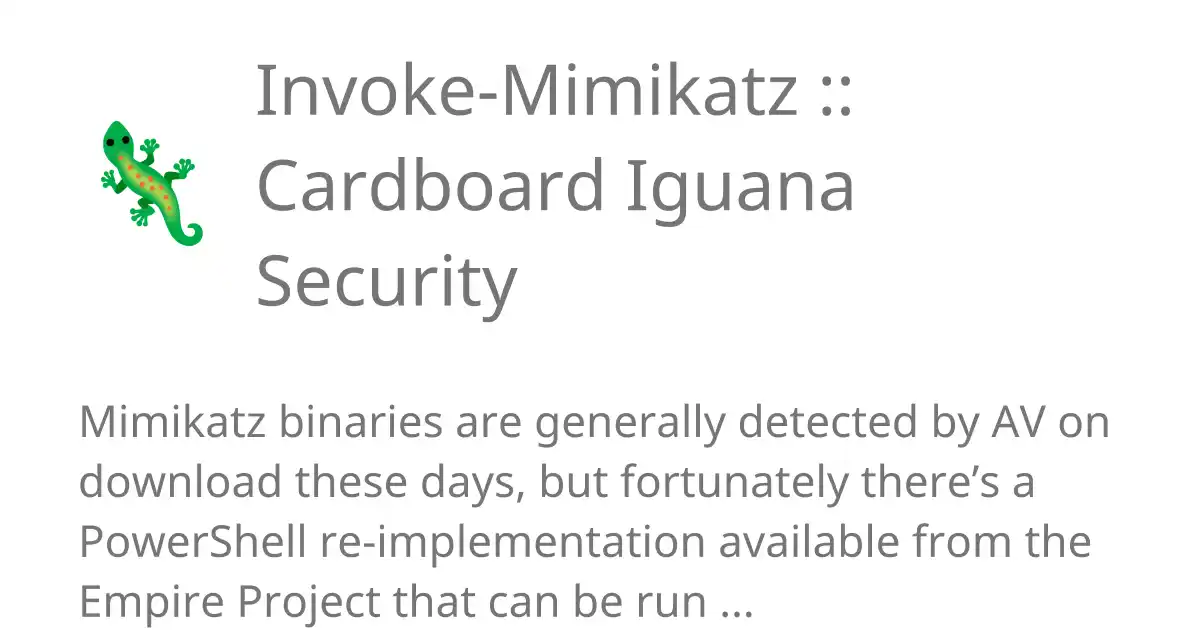 Invoke-Mimikatz ::
Cardboard Iguana
Security
Mimikatz binaries are generally detected by AV on
download these days, but fortunately there’s a
PowerShell re-implementation available from the
Empire Project that can be run ...